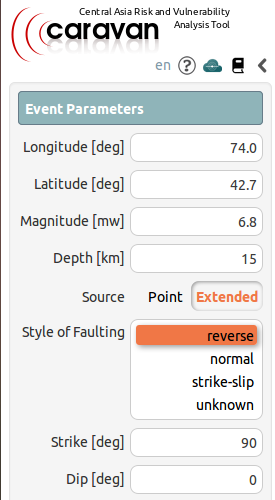 Central Asia Risk and Vulnerability
Analysis Tool
caravan
en
Event Parameters
Longitude [deg] 74.0
Latitude [deg] 42.7
Magnitude [mw] 6.8
Depth [km] 15
Source Point Extended
Style of Faulting reverse
normal
strike-slip
unknown
Strike [deg] 90
Dip [deg] 0